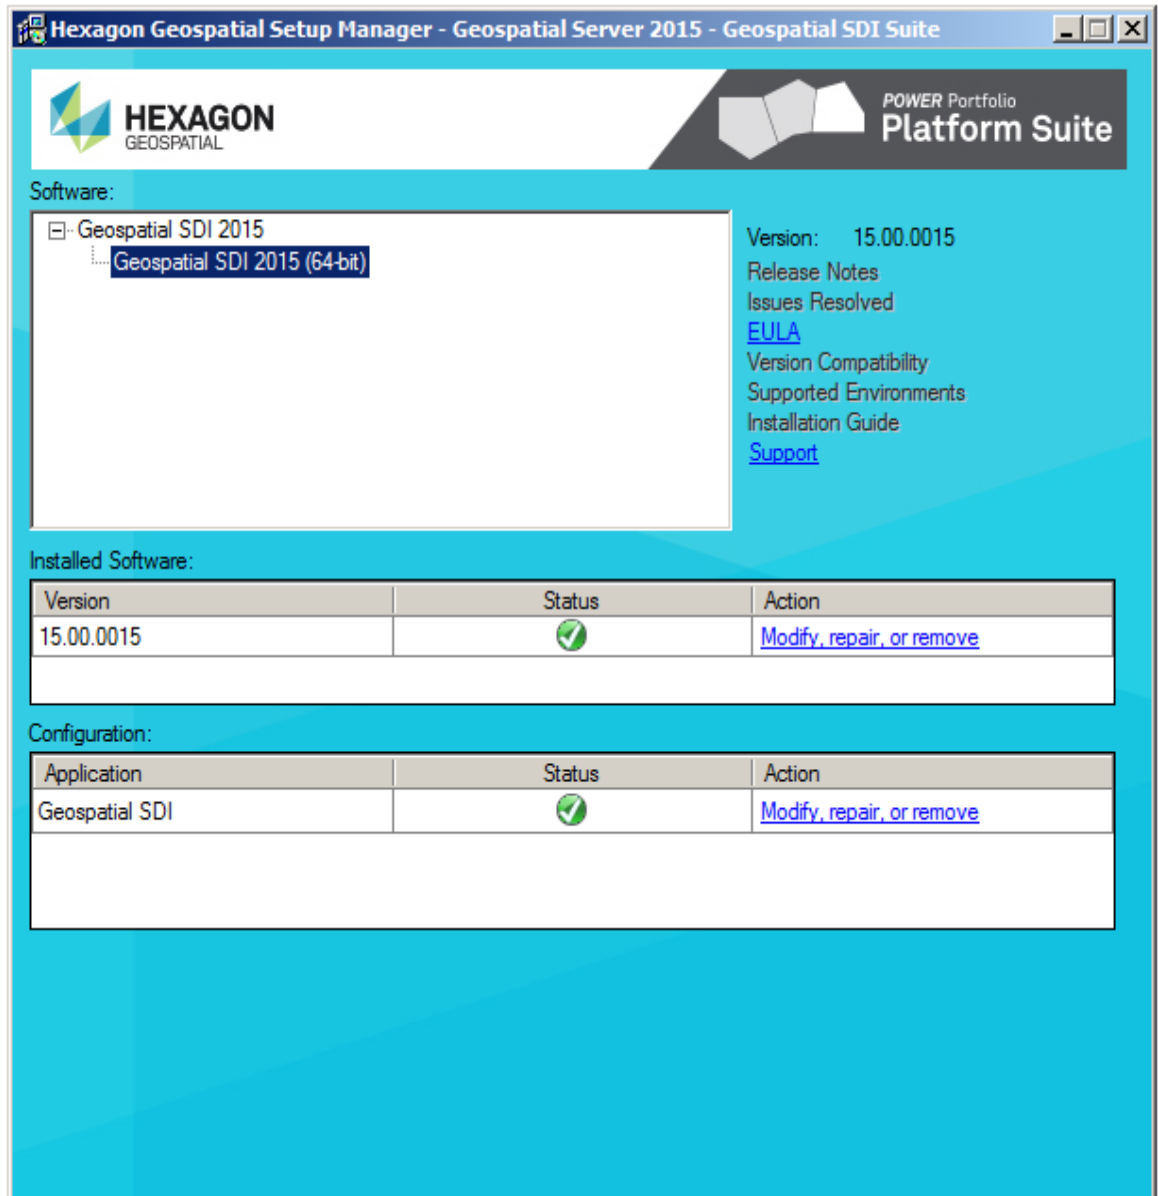 Hexagon Geospatial Setup Manager - Geospatial Server 2015 - Geospatial SDI Suite
HEXAGON
GEOSPATIAL
POWER Portfolio
Platform Suite
Software:
Geospatial SDI 2015
Geospatial SDI 2015 (64-bit)
Version: 15.00.0015
Release Notes
Issues Resolved
EULA
Version Compatibility
Supported Environments
Installation Guide
Support
Installed Software:
Version Status Action
15.00.0015 Modify, repair, or remove
Configuration:
Application Status Action
Geospatial SDI Modify, repair, or remove